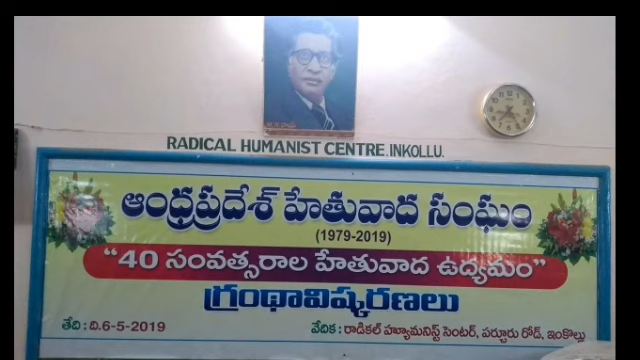 RADICAL HUMANIST CENTRE. INKOLLU.
ఆంధ్రప్రదేశ్ హేతువాద సంఘం
(1979-2019)
"40 సంవత్సరాల హేతువాద ఉద్యమం"
గ్రంథావిష్కరణలు
తేది : ది.6-5-2019 వేదిక : రాడికల్ హ్యూమనిస్ట్ సెంటర్, పర్చూరు రోడ్, ఇంకొల్లు